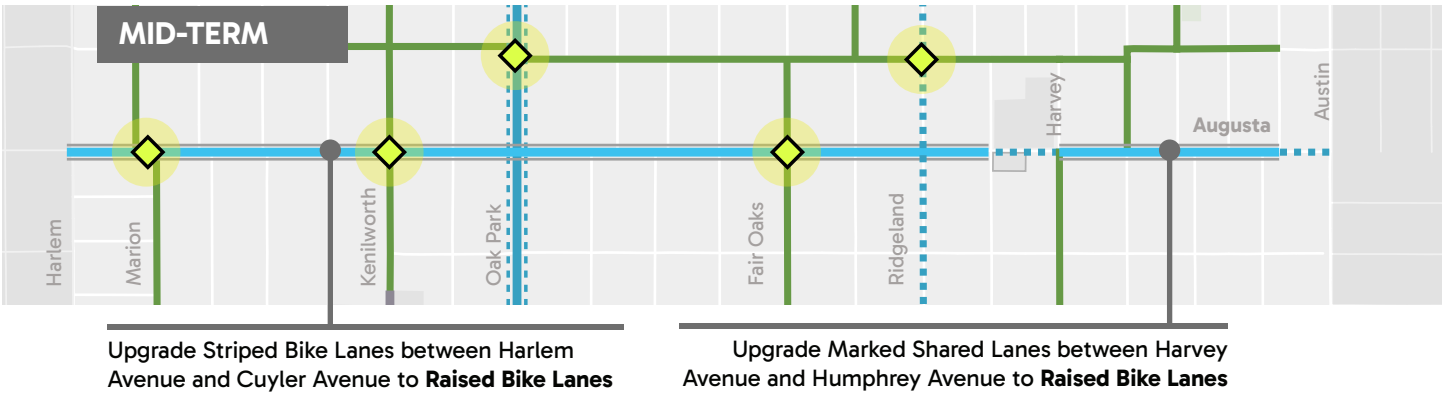 MID-TERM
Harvey
Austin
Augusta
Harlem
Marion
Kenilworth
Oak Park
Fair Oaks
Ridgeland
Upgrade Striped Bike Lanes between Harlem
Avenue and Cuyler Avenue to Raised Bike Lanes
Upgrade Marked Shared Lanes between Harvey
Avenue and Humphrey Avenue to Raised Bike Lanes